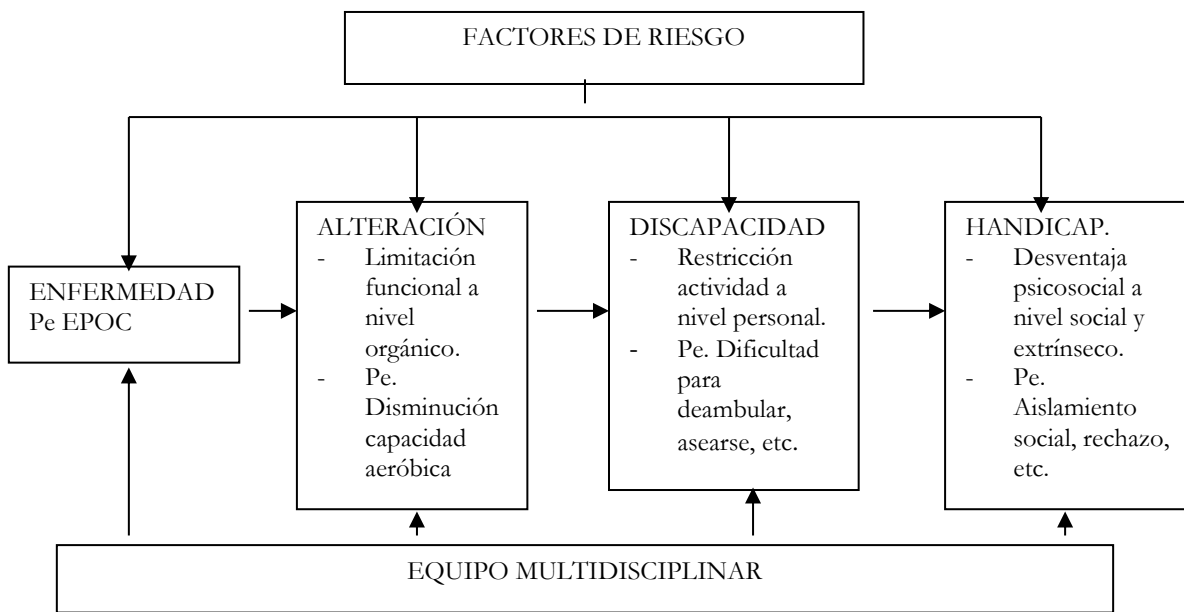 FACTORES DE RIESGO
ENFERMEDAD
Pe EPOC
ALTERACIÓN
- Limitación
funcional a
nivel
orgánico.
- Pe.
Disminución
capacidad
aeróbica
DISCAPACIDAD
- Restricción
actividad a
nivel personal.
- Pe. Dificultad
para
deambular,
asearse, etc.
HANDICAP.
- Desventaja
psicosocial a
nivel social y
extrínseco.
- Pe.
Aislamiento
social, rechazo,
etc.
EQUIPO MULTIDISCIPLINAR